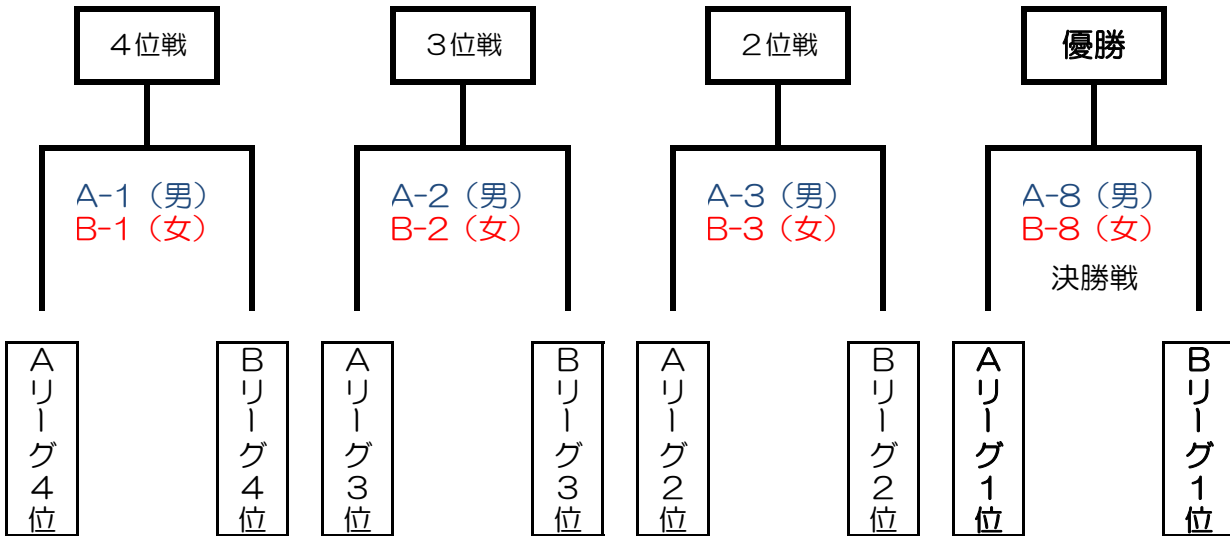 ４位戦
３位戦
２位戦
優勝
A-1（男）
B-1（女）
A-2（男）
B-2（女）
A-3（男）
B-3（女）
A-8（男）
B-8（女）
決勝戦
Aリーグ４位
Bリーグ４位
Aリーグ３位
Bリーグ３位
Aリーグ２位
Bリーグ２位
Aリーグ１位
Bリーグ１位